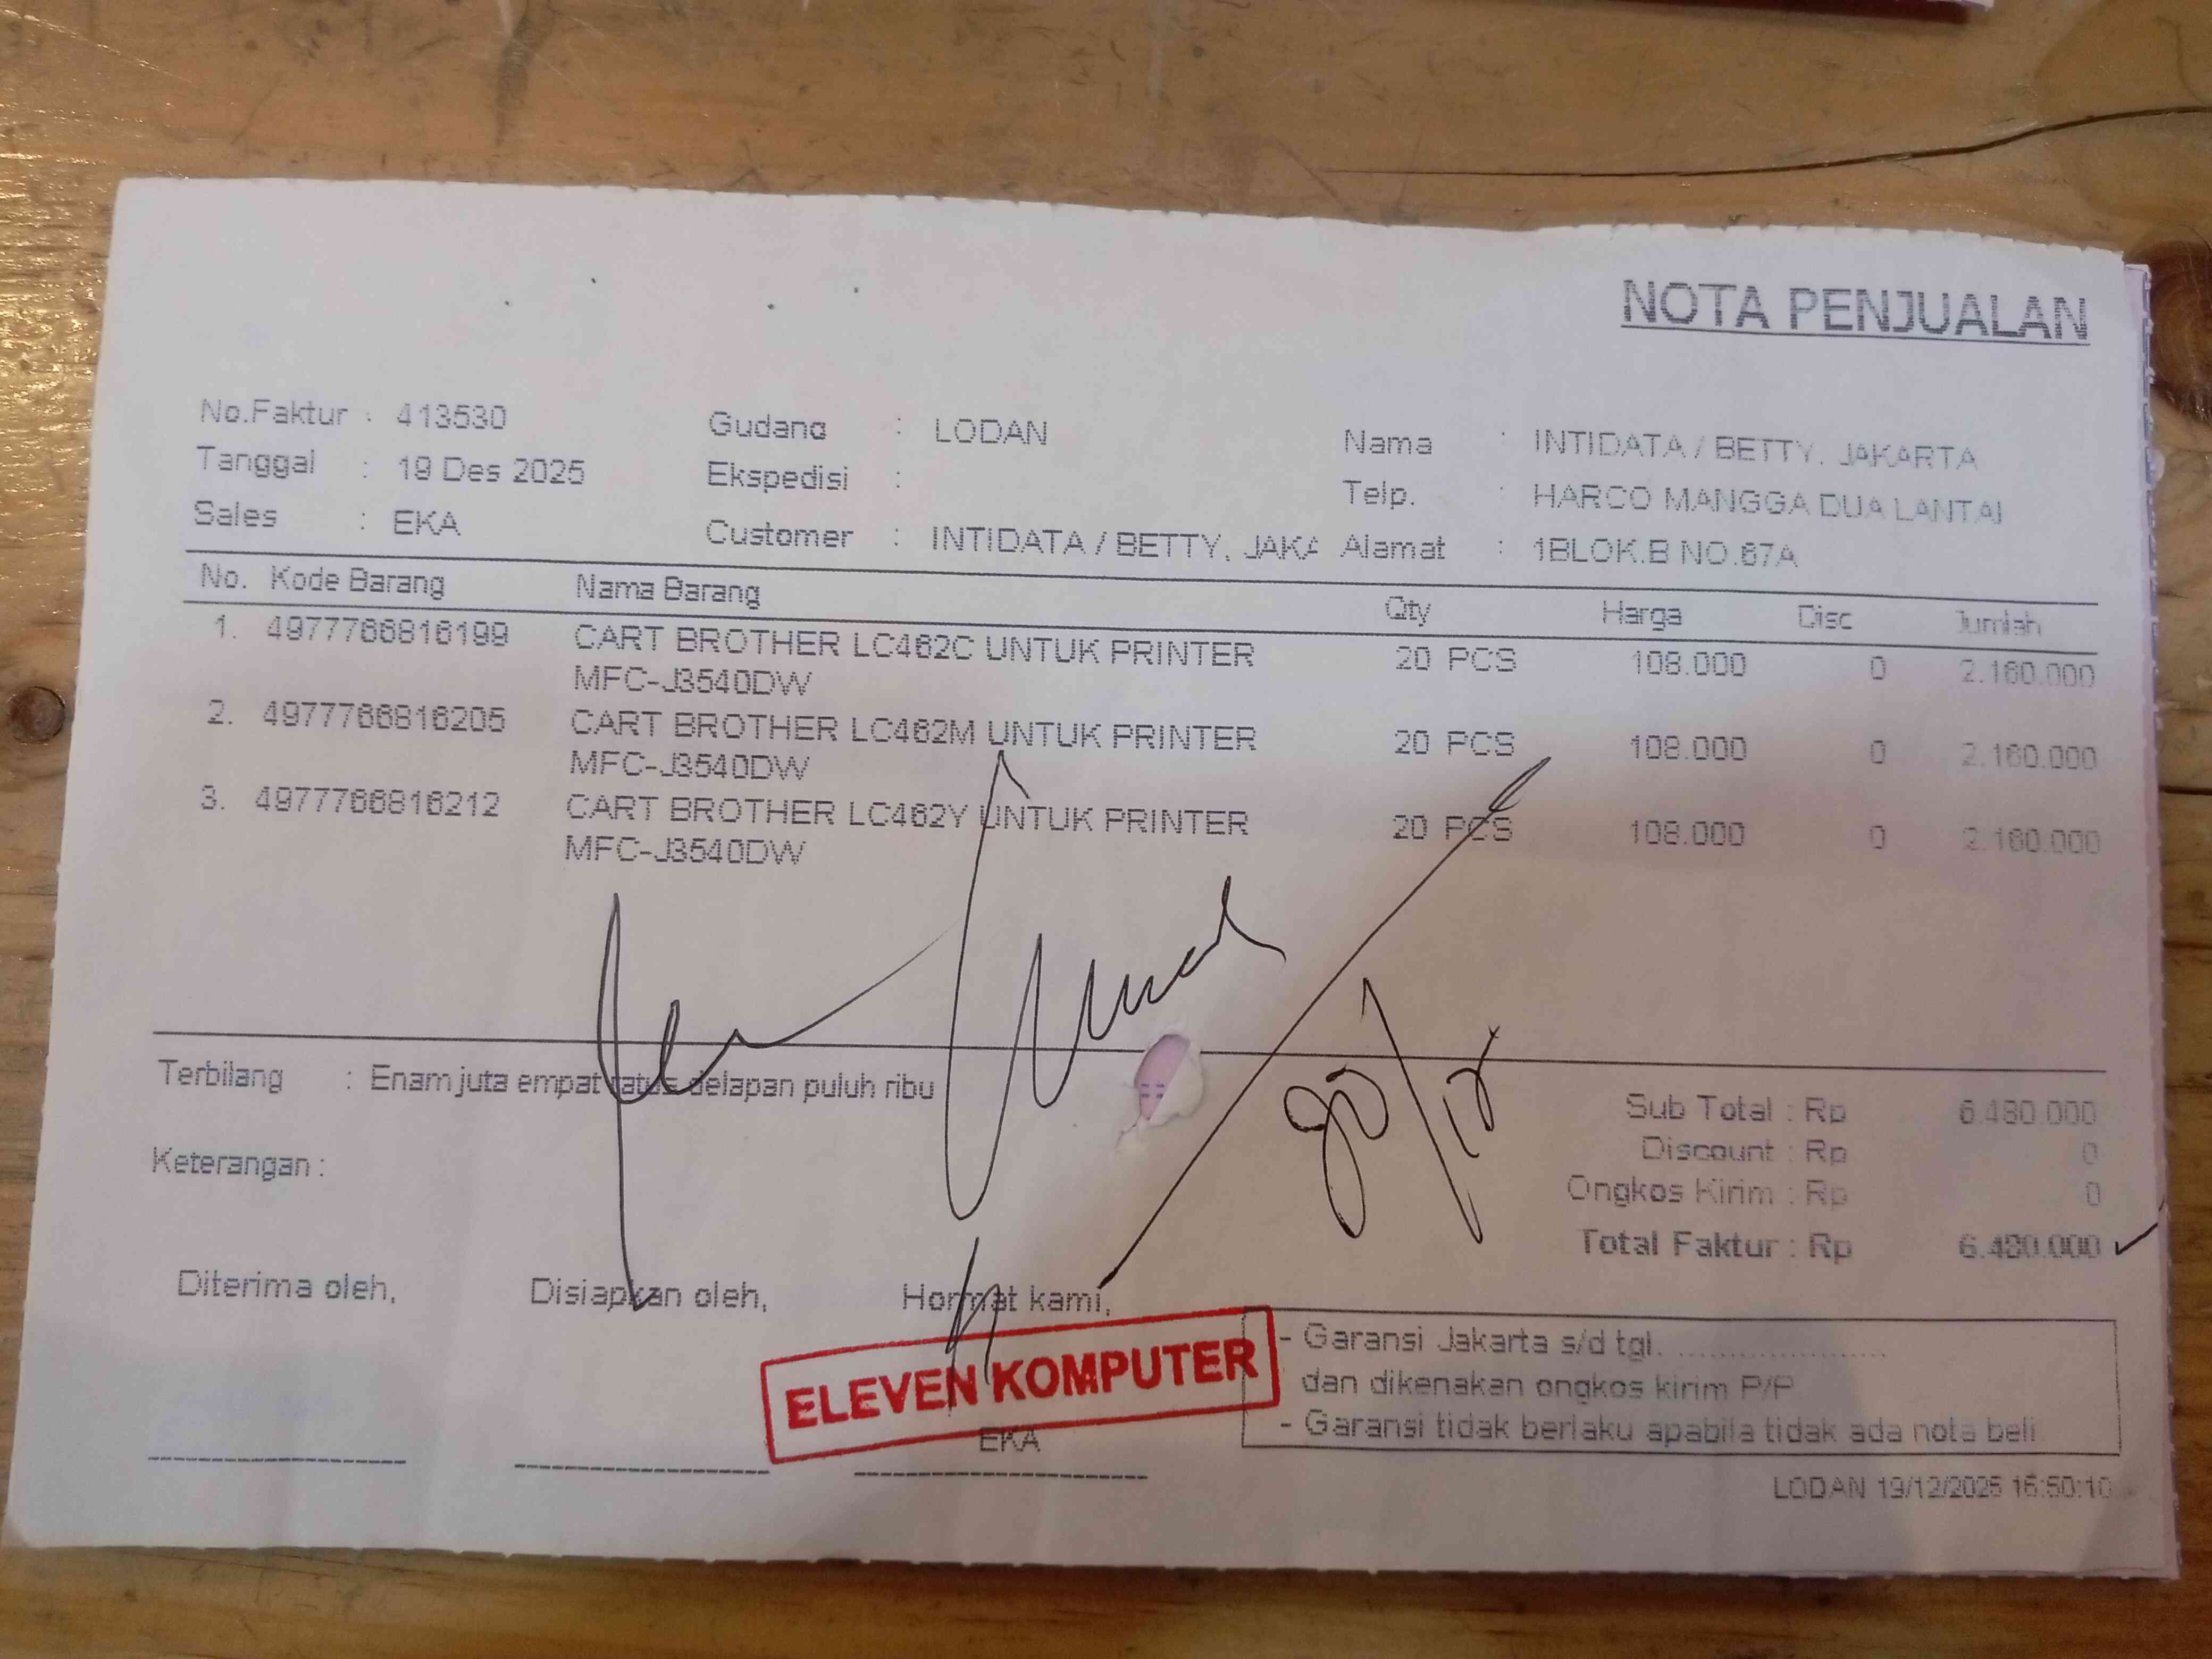 NOTA PENJUALAN
No.Faktur : 413530
Tanggal : 19 Des 2025
Sales : EKA
Gudang : LODAN
Ekspedisi :
Customer : INTIDATA / BETTY, JAKA
Nama : INTIDATA / BETTY, JAKARTA
Telp. : HARCO MANGGA DUA LANTAI
Alamat : 1BLOK.B NO.67A
No. Kode Barang Nama Barang Qty Harga Disc Jumlah
1. 4977766816199 CART BROTHER LC462C UNTUK PRINTER 20 PCS 108.000 0 2.160.000
MFC-J3540DW
2. 4977766816205 CART BROTHER LC462M UNTUK PRINTER 20 PCS 108.000 0 2.160.000
MFC-J3540DW
3. 4977766816212 CART BROTHER LC462Y UNTUK PRINTER 20 PCS 108.000 0 2.160.000
MFC-J3540DW
Terbilang : Enam juta empat ratus delapan puluh ribu
Keterangan :
/12
Sub Total : Rp 6.480.000
Discount : Rp 0
Ongkos Kirim : Rp 0
Total Faktur : Rp 6.480.000
Diterima oleh, Disiapkan oleh, Hormat kami,
ELEVEN KOMPUTER
EKA
- Garansi Jakarta s/d tgl. ......................
dan dikenakan ongkos kirim P/P
- Garansi tidak berlaku apabila tidak ada nota beli
LODAN 19/12/2025 16:50:10